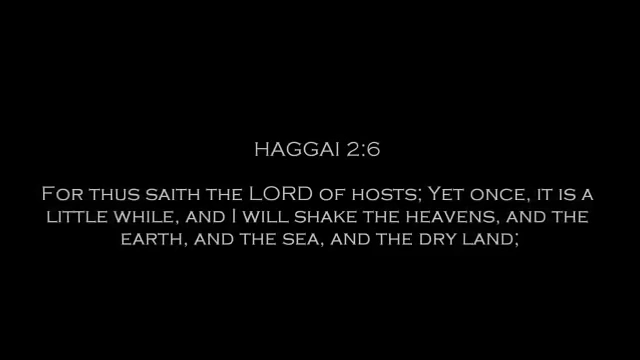 HAGGAI 2:6
For thus saith the LORD of hosts; Yet once, it is a
little while, and I will shake the heavens, and the
earth, and the sea, and the dry land;